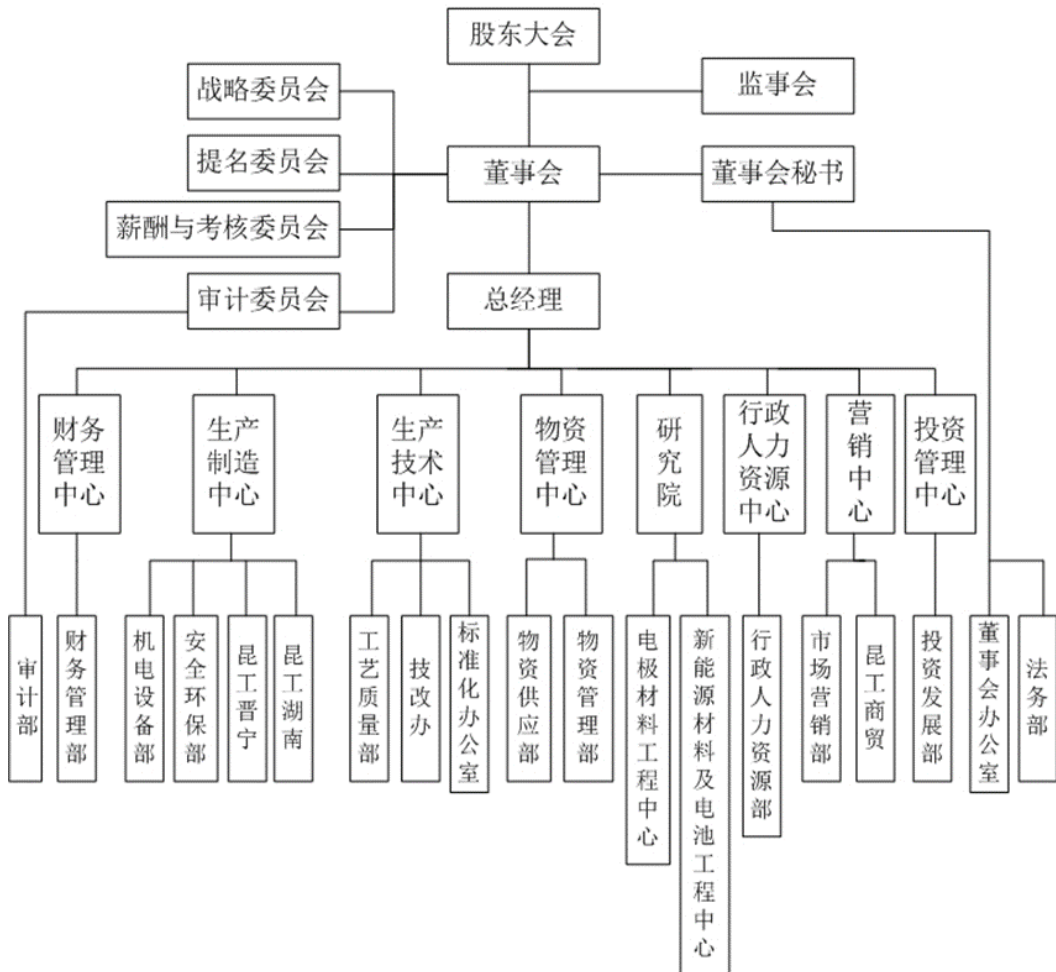 股东大会
战略委员会
监事会
提名委员会
董事会
董事会秘书
薪酬与考核委员会
审计委员会
总经理
财务
管理
中心
生产
制造
中心
生产
技术
中心
物资
管理
中心
研
究
院
行政
人力
资源
中心
营
销
中
心
投资
管理
中心
审计部
财务管理部
机电设备部
安全环保部
昆工晋宁
昆工湖南
工艺质量部
技改办
标准化办公室
物资供应部
物资管理部
电极材料工程中心
新能源材料及电池工程中心
行政人力资源部
市场营销部
昆工商贸
投资发展部
董事会办公室
法务部